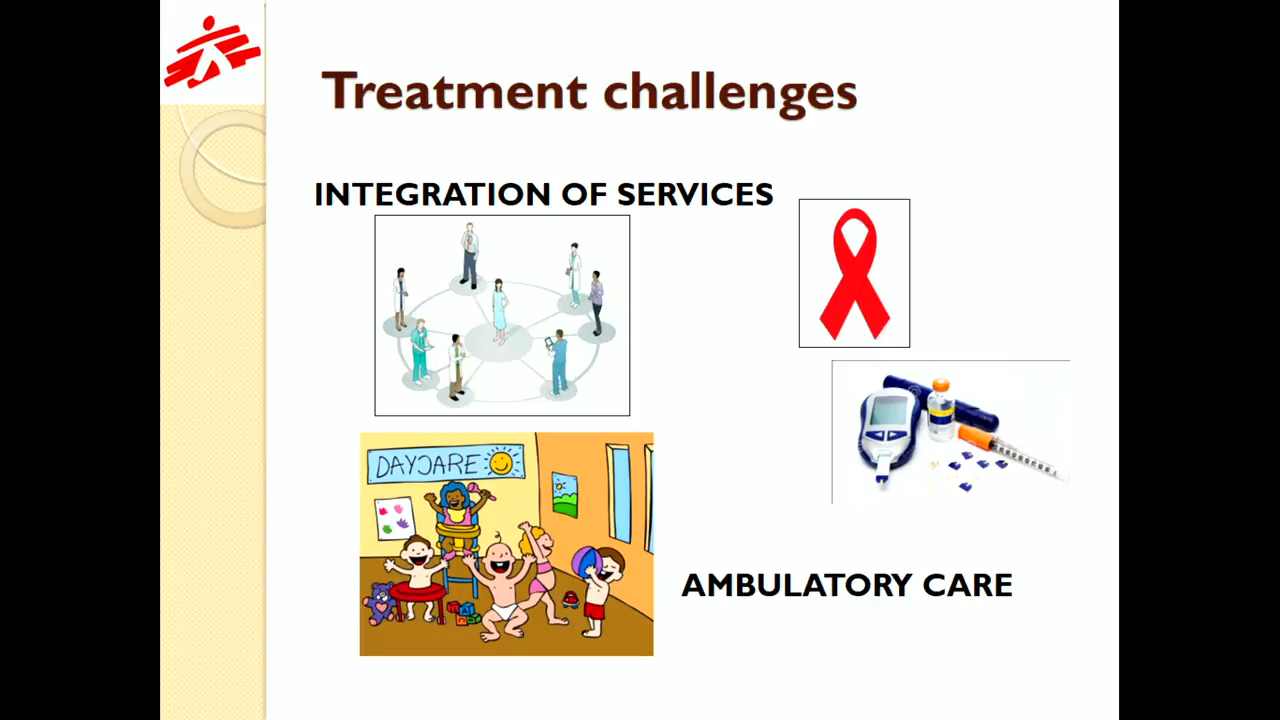 Treatment challenges
INTEGRATION OF SERVICES
DAYCARE
AMBULATORY CARE